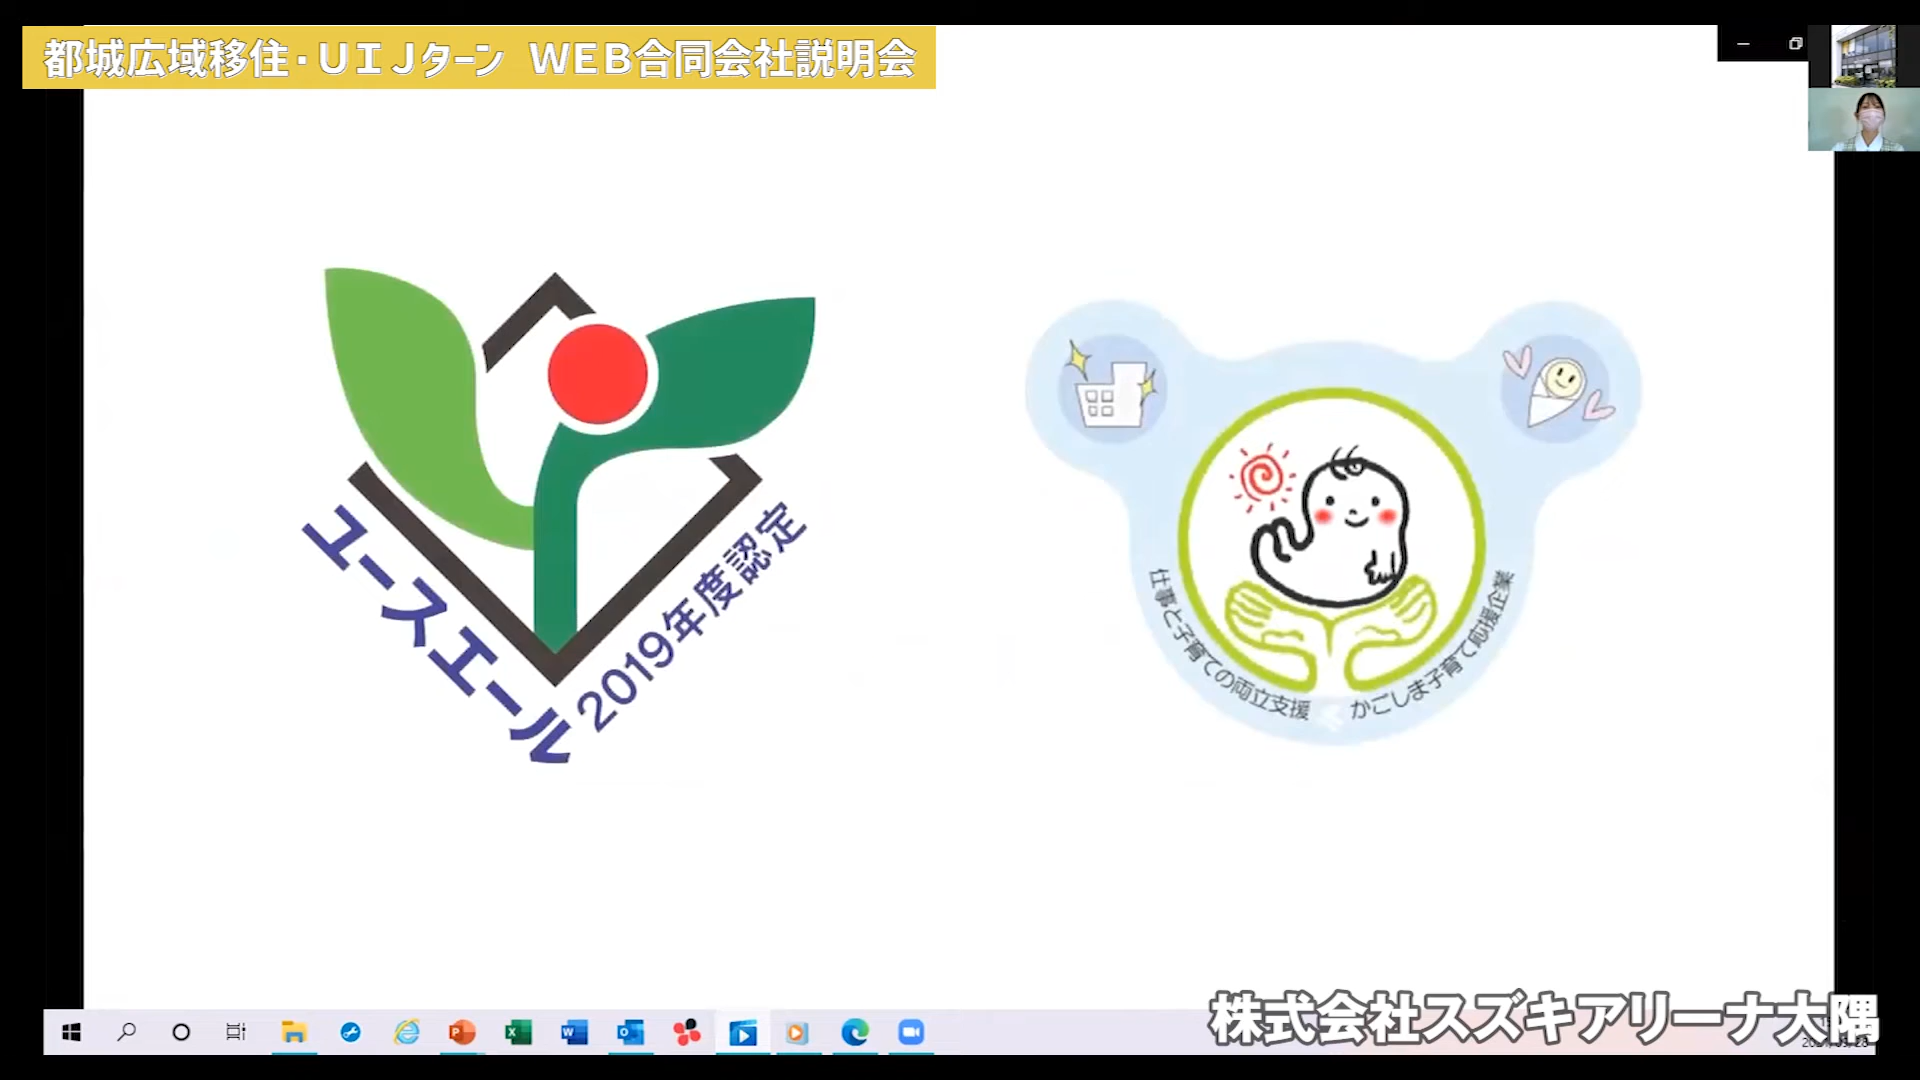 都城広域移住・UIJターン WEB合同会社説明会
ユースエール
2019年度認定
仕事と子育ての両立支援
かごしま子育て応援企業
株式会社スズキアリーナ大隅